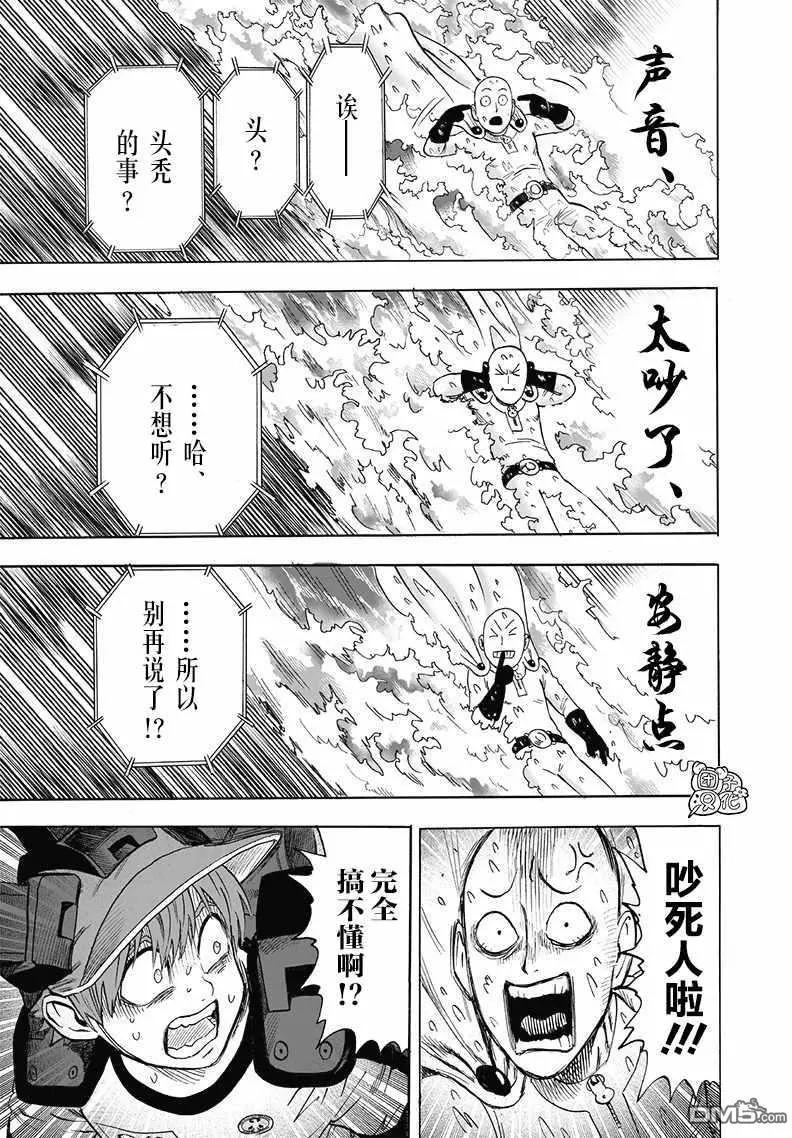 声音、
诶——
头？
头秃
的事？
太吵了、
……哈、
不想听？
安静点
……所以
别再说了!?
吵死人啦!!!
完全
搞不懂啊!?
DM5.com